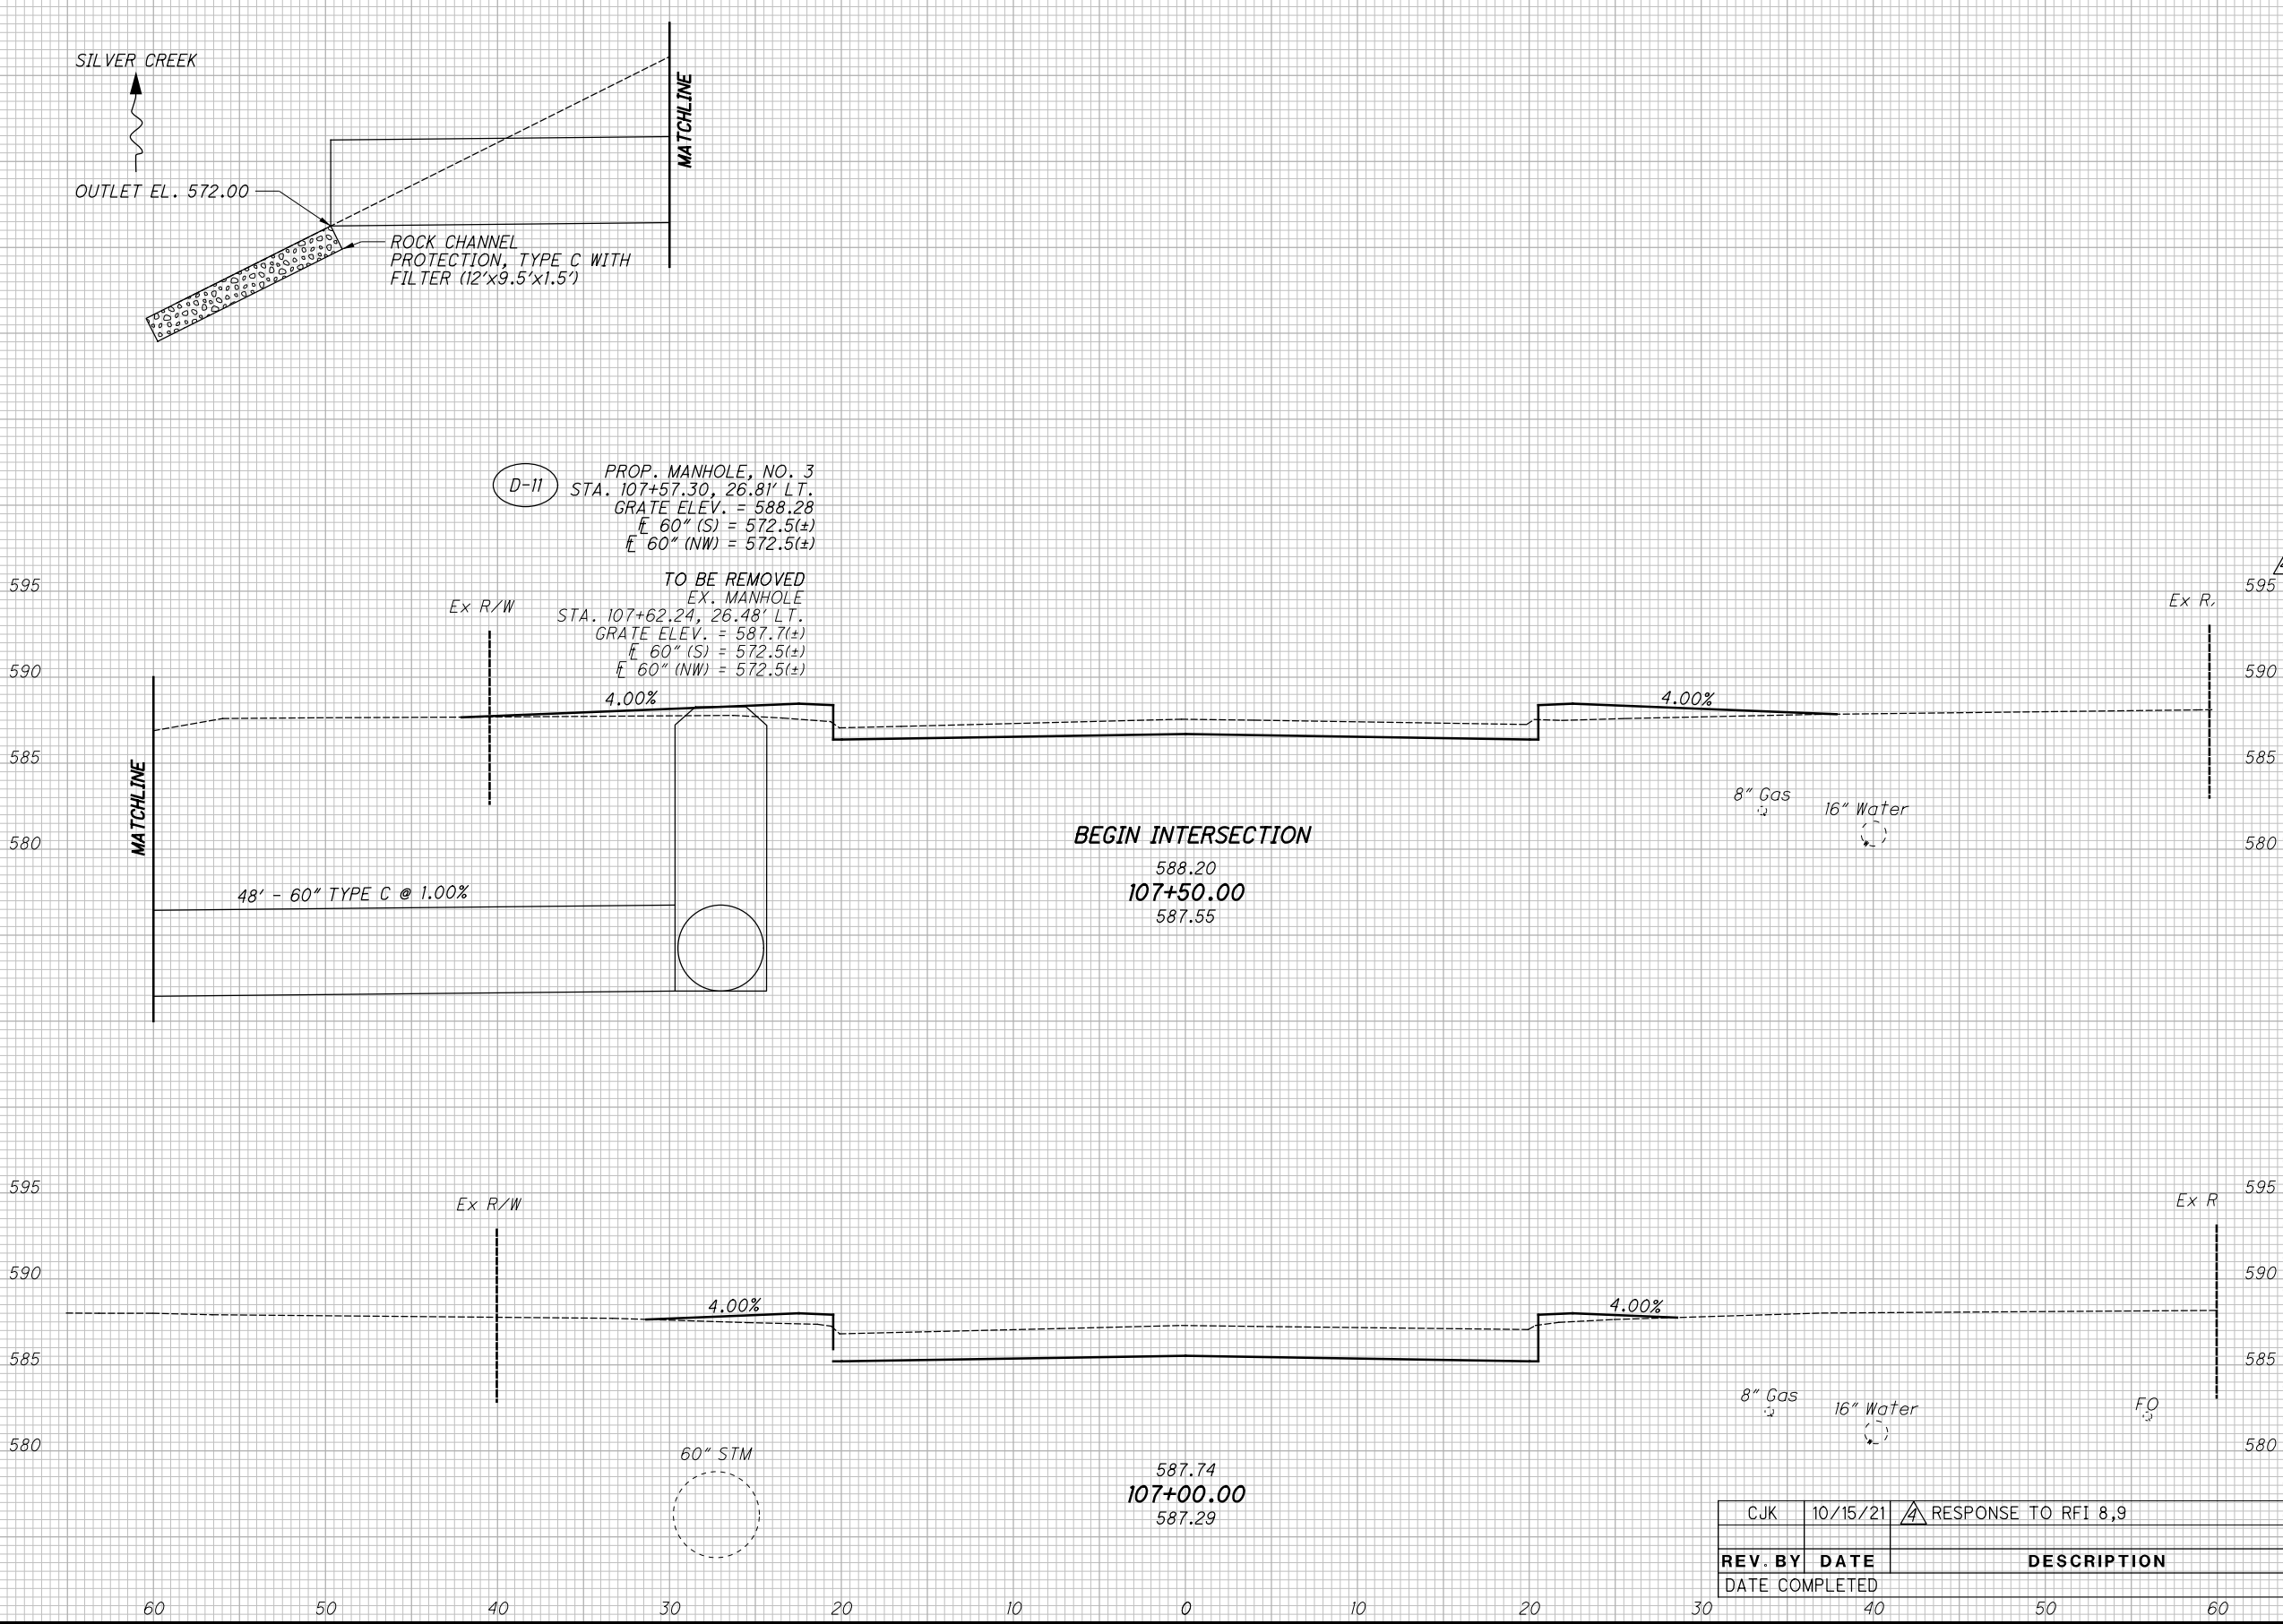 SILVER CREEK
MATCHLINE
OUTLET EL. 572.00
ROCK CHANNEL
PROTECTION, TYPE C WITH
FILTER (12'x9.5'x1.5')
D-11
PROP. MANHOLE, NO. 3
STA. 107+57.30, 26.81' LT.
GRATE ELEV. = 588.28
FL 60" (S) = 572.5(±)
FL 60" (NW) = 572.5(±)
TO BE REMOVED
EX. MANHOLE
STA. 107+62.24, 26.48' LT.
GRATE ELEV. = 587.7(±)
FL 60" (S) = 572.5(±)
FL 60" (NW) = 572.5(±)
595
595
Ex R/W
Ex R
590
590
4.00%
4.00%
585
585
MATCHLINE
8" Gas
16" Water
580
580
BEGIN INTERSECTION
588.20
107+50.00
587.55
48' - 60" TYPE C @ 1.00%
595
595
Ex R/W
Ex R
590
590
4.00%
4.00%
585
585
8" Gas
16" Water
FO
580
580
60" STM
587.74
107+00.00
587.29
CJK 10/15/21 4 RESPONSE TO RFI 8,9
REV. BY DATE DESCRIPTION
DATE COMPLETED
60 50 40 30 20 10 0 10 20 30 40 50 60